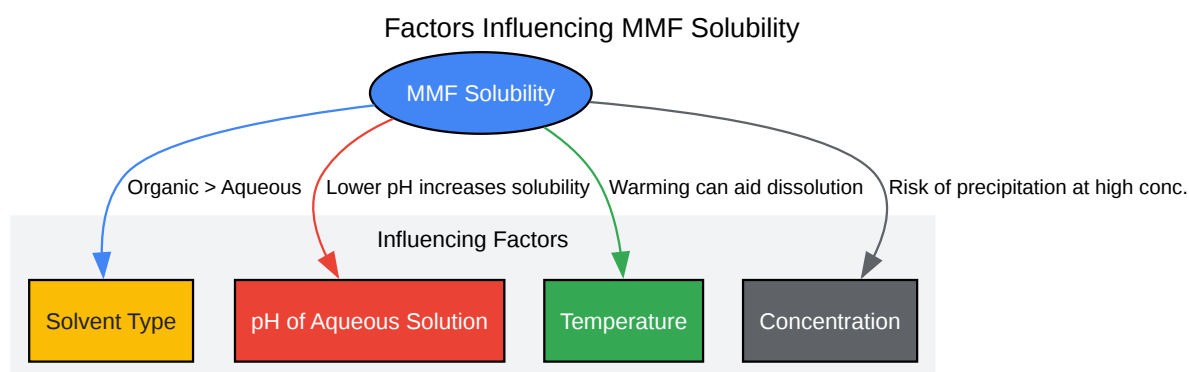 Factors Influencing MMF Solubility
MMF Solubility
Organic > Aqueous
Lower pH increases solubility
Warming can aid dissolution
Risk of precipitation at high conc.
Influencing Factors
Solvent Type
pH of Aqueous Solution
Temperature
Concentration